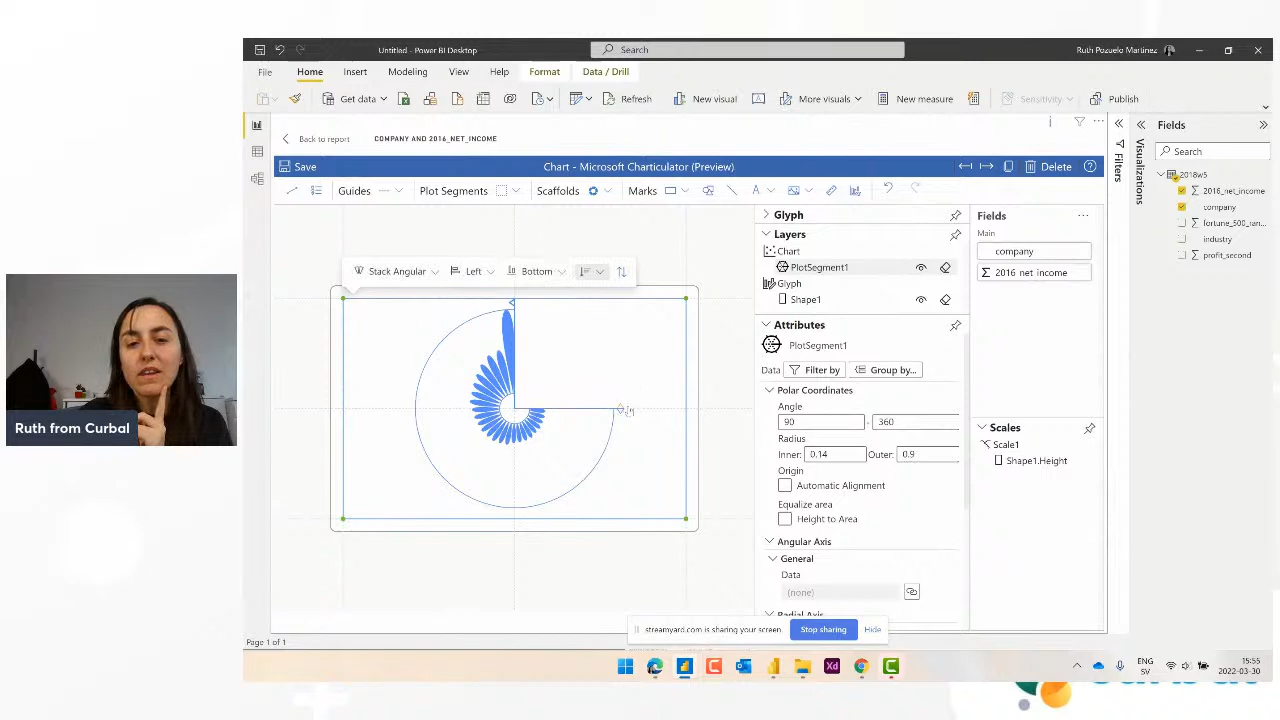 Untitled - Power BI Desktop
Search
Ruth Pozuelo Martinez
File
Home
Insert
Modeling
View
Help
Format
Data / Drill
Get data
Refresh
New visual
More visuals
New measure
Sensitivity
Publish
Back to report
COMPANY AND 2016_NET_INCOME
Save
Chart - Microsoft Charticulator (Preview)
Delete
Guides
Plot Segments
Scaffolds
Marks
Stack Angular
Left
Bottom
Glyph
Layers
Chart
PlotSegment1
Glyph
Shape1
Attributes
PlotSegment1
Data
Filter by
Group by...
Polar Coordinates
Angle
90 - 360
Radius
Inner: 0.14 Outer: 0.9
Origin
Automatic Alignment
Equalize area
Height to Area
Angular Axis
General
Data
(none)
Radial Axis
Fields
Main
company
2016_net_income
Scales
Scale1
Shape1.Height
Filters
Visualizations
Fields
Search
2018w5
2016_net_income
company
fortune_500_ran...
industry
profit_second
Ruth from Curbal
streamyard.com is sharing your screen.
Stop sharing
Hide
Page 1 of 1
Xd
ENG
SV
15:55
2022-03-30